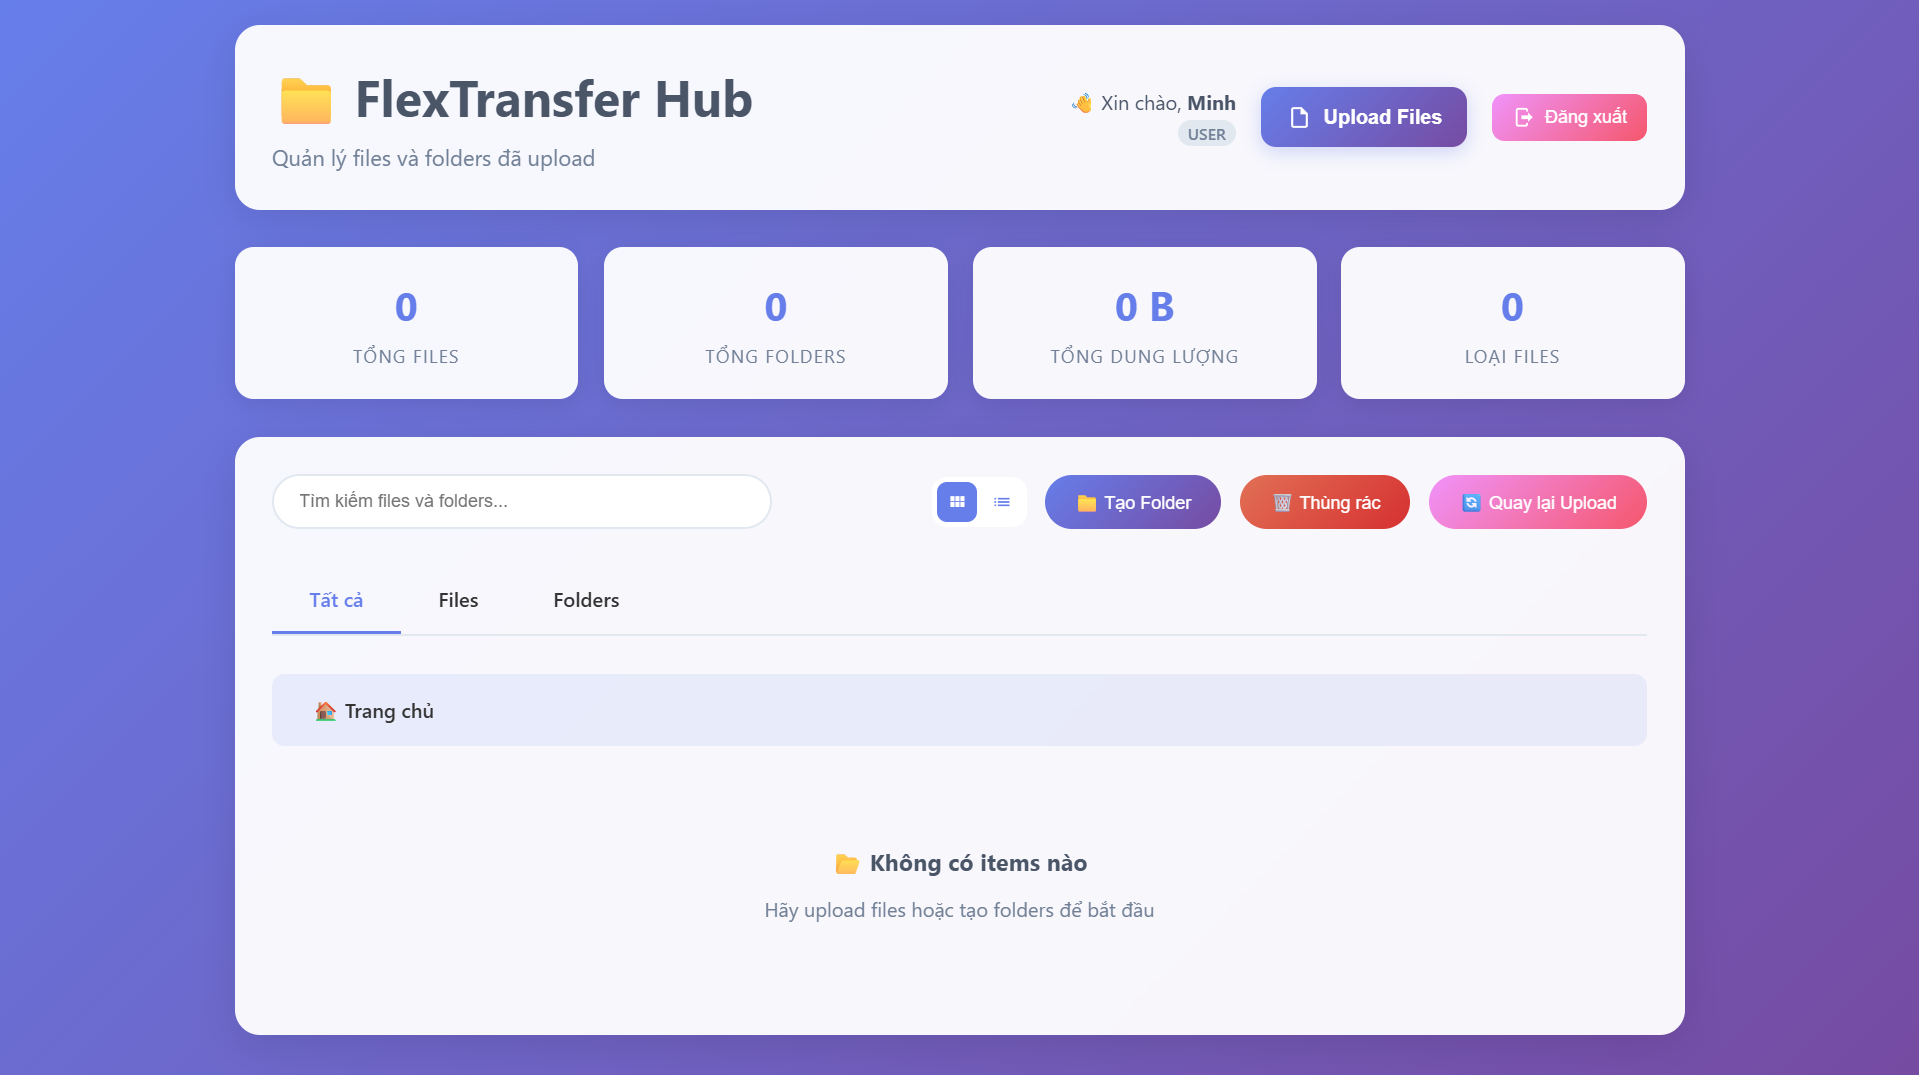 FlexTransfer Hub
Quản lý files và folders đã upload
Xin chào, Minh
USER
Upload Files
Đăng xuất
0
TỔNG FILES
0
TỔNG FOLDERS
0 B
TỔNG DUNG LƯỢNG
0
LOẠI FILES
Tìm kiếm files và folders...
Tạo Folder
Thùng rác
Quay lại Upload
Tất cả
Files
Folders
Trang chủ
Không có items nào
Hãy upload files hoặc tạo folders để bắt đầu